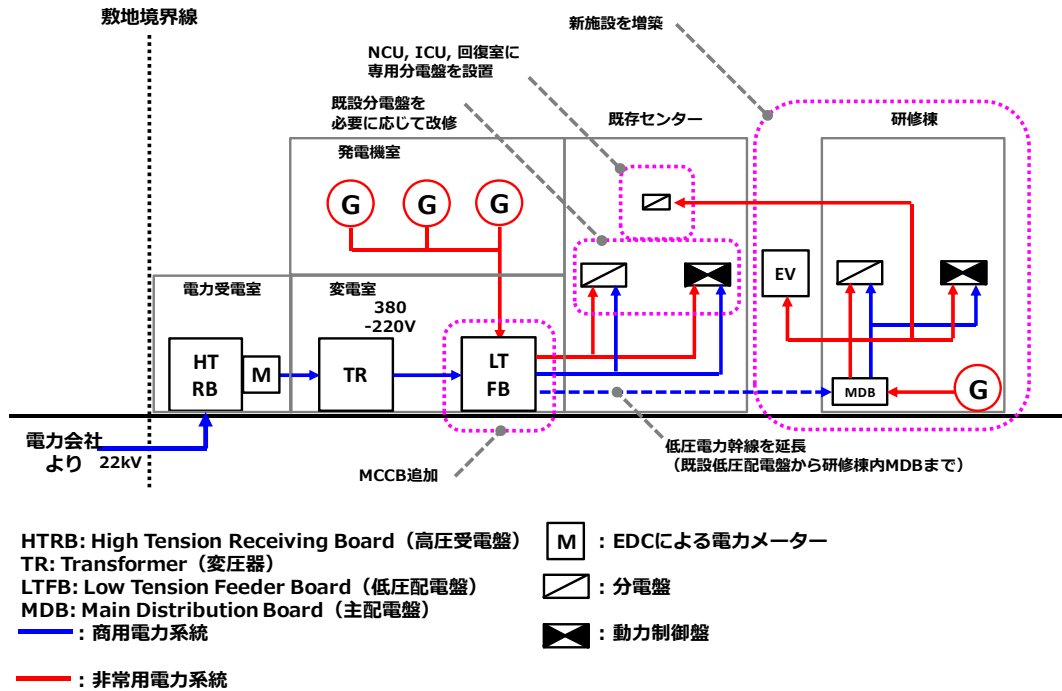 敷地境界線
新施設を増築
NCU, ICU, 回復室に
専用分電盤を設置
既設分電盤を
必要に応じて改修
既存センター
研修棟
発電機室
G
G
G
EV
電力受電室
変電室
380
-220V
HT
RB
M
TR
LT
FB
MDB
G
電力会社
より
22kV
MCCB追加
低圧電力幹線を延長
(既設低圧配電盤から研修棟内MDBまで)
HTRB: High Tension Receiving Board(高圧受電盤)
TR: Transformer(変圧器)
LTFB: Low Tension Feeder Board(低圧配電盤)
MDB: Main Distribution Board(主配電盤)
: 商用電力系統
: 非常用電力系統
M : EDCによる電力メーター
: 分電盤
: 動力制御盤